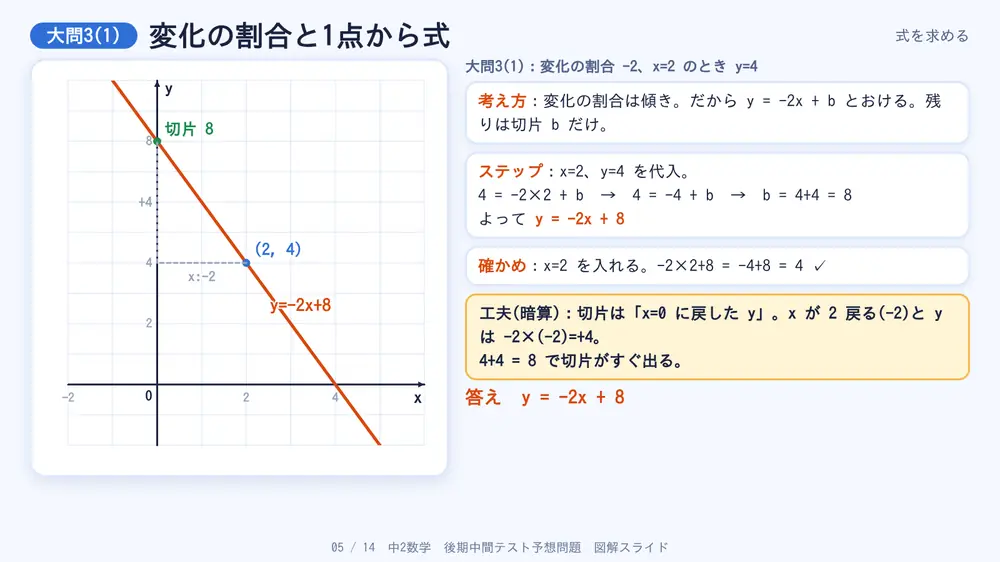 大問3(1) 変化の割合と1点から式
式を求める
y
切片 8
8
+4
4
(2, 4)
x:-2
2
y=-2x+8
-2
0
2
4
x
大問3(1)：変化の割合 -2、x=2 のとき y=4
考え方：変化の割合は傾き。だから y = -2x + b とおける。残
りは切片 b だけ。
ステップ：x=2、y=4 を代入。
4 = -2×2 + b → 4 = -4 + b → b = 4+4 = 8
よって y = -2x + 8
確かめ：x=2 を入れる。-2×2+8 = -4+8 = 4 ✓
工夫(暗算)：切片は「x=0 に戻した y」。x が 2 戻る(-2)と y
は -2×(-2)=+4。
4+4 = 8 で切片がすぐ出る。
答え y = -2x + 8
05 / 14 中2数学 後期中間テスト予想問題 図解スライド